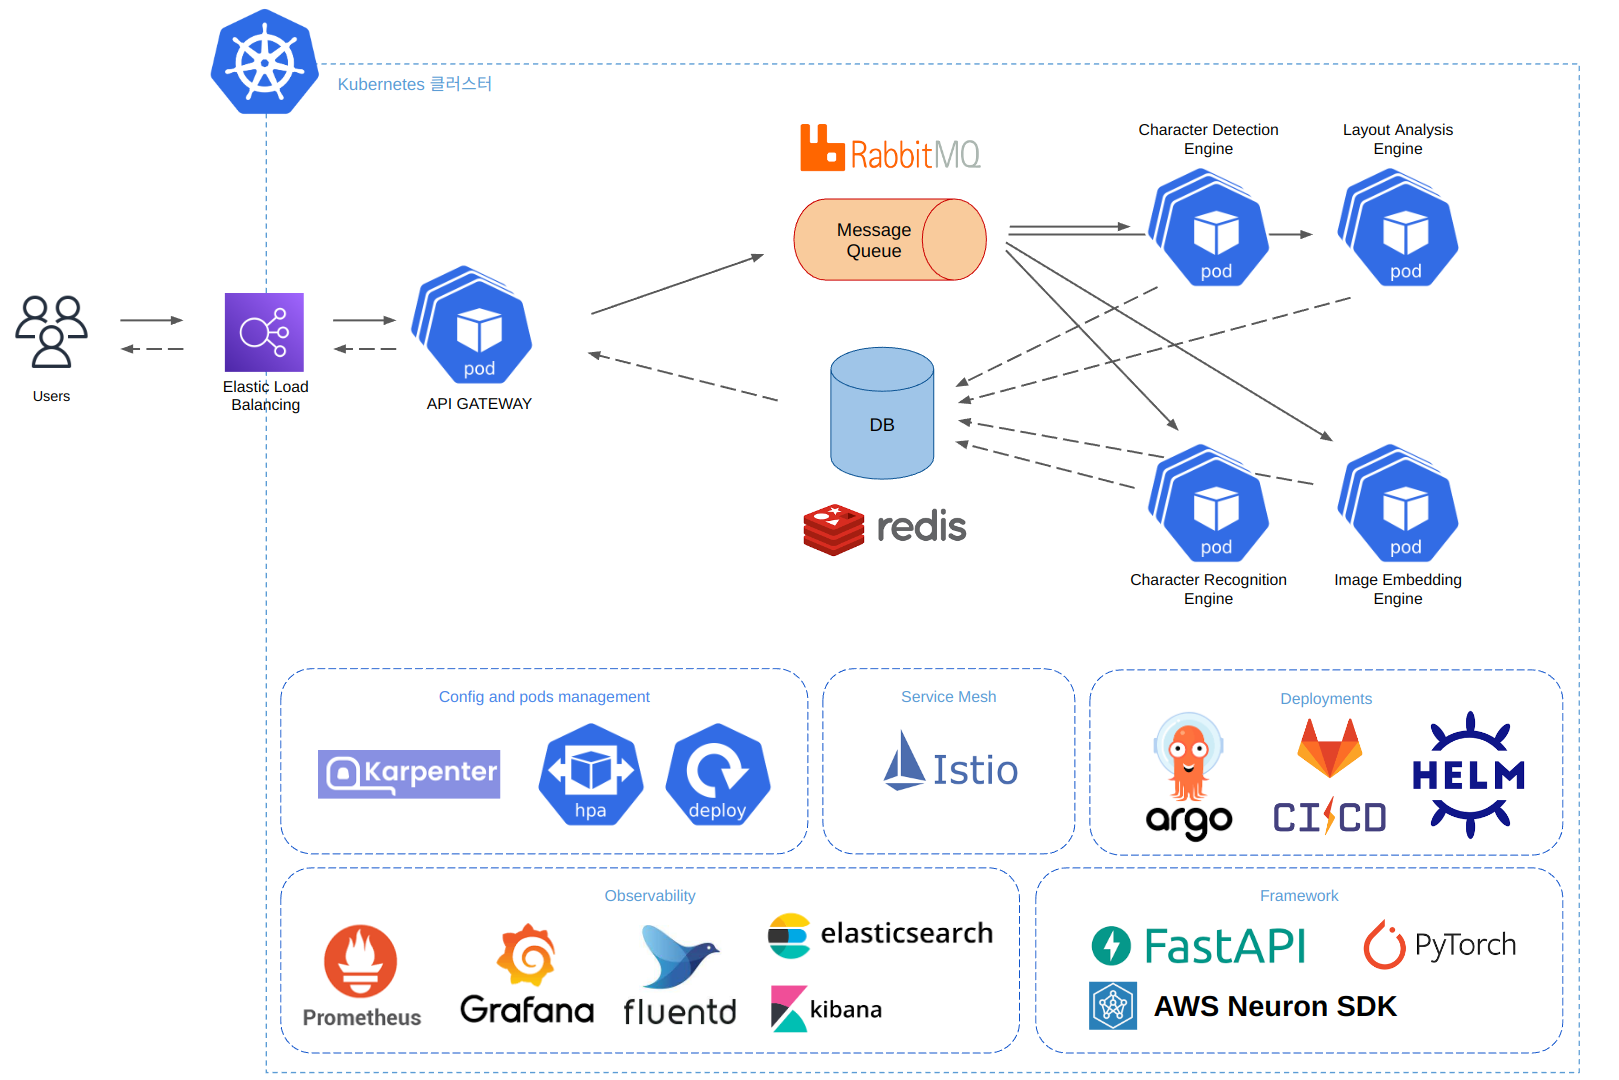 Kubernetes 클러스터
RabbitMQ
Character Detection
Engine
Layout Analysis
Engine
Message
Queue
pod
pod
pod
Users
Elastic Load
Balancing
API GATEWAY
DB
redis
pod
pod
Character Recognition
Engine
Image Embedding
Engine
Config and pods management
Karpenter
hpa
deploy
Service Mesh
Istio
Deployments
argo
CI CD
HELM
Observability
Prometheus
Grafana
fluentd
elasticsearch
kibana
Framework
FastAPI
PyTorch
AWS Neuron SDK